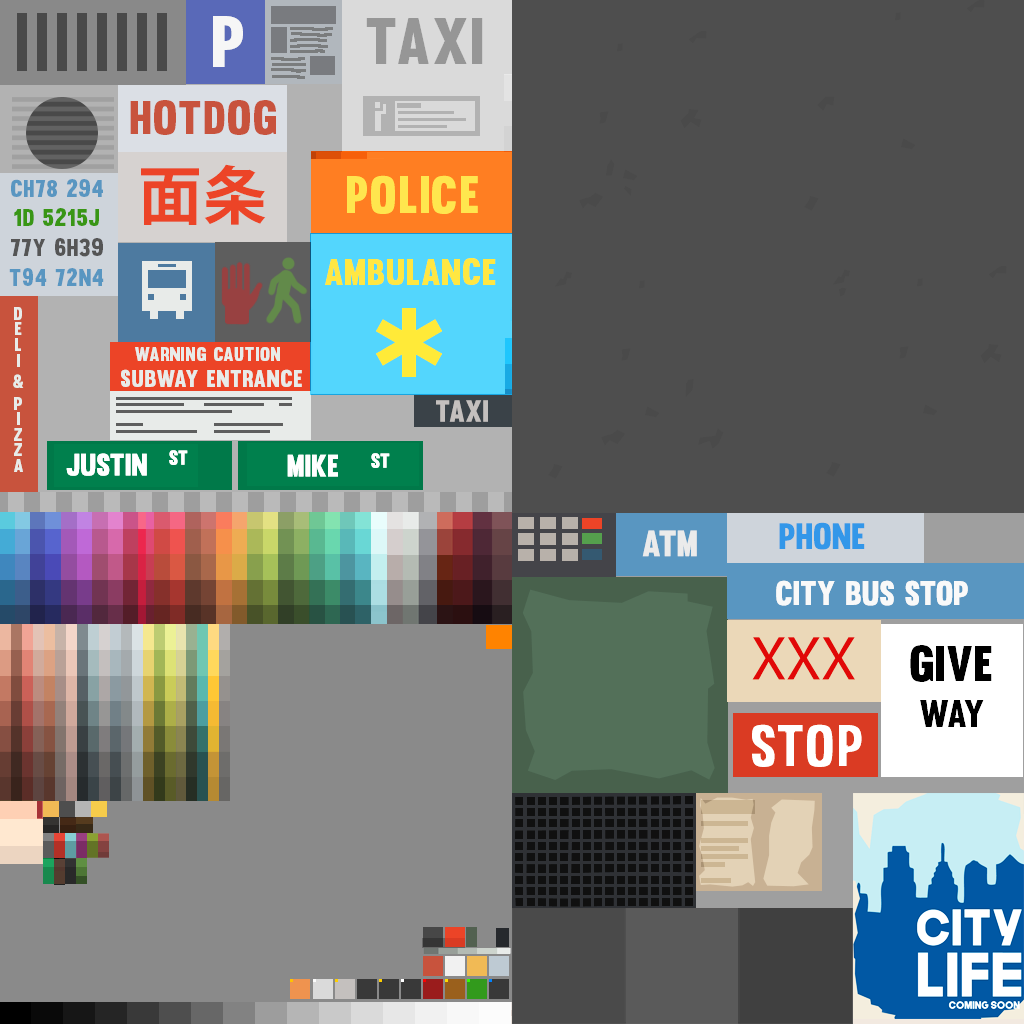 P
TAXI
HOTDOG
面条
CH78 294
1D 5215J
77Y 6H39
T94 72N4
POLICE
AMBULANCE
DELI & PIZZA
WARNING CAUTION
SUBWAY ENTRANCE
TAXI
JUSTIN ST
MIKE ST
ATM
PHONE
CITY BUS STOP
XXX
GIVE
WAY
STOP
CITY
LIFE
COMING SOON